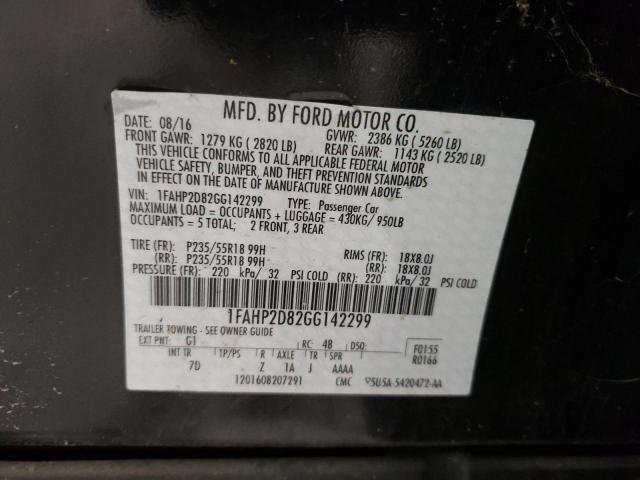 MFD. BY FORD MOTOR CO.
DATE: 08/16 GVWR: 2386 KG ( 5260 LB)
FRONT GAWR: 1279 KG ( 2820 LB) REAR GAWR: 1143 KG ( 2520 LB)
THIS VEHICLE CONFORMS TO ALL APPLICABLE FEDERAL MOTOR
VEHICLE SAFETY, BUMPER, AND THEFT PREVENTION STANDARDS
IN EFFECT ON THE DATE OF MANUFACTURE SHOWN ABOVE.
VIN: 1FAHP2D82GG142299 TYPE: Passenger Car
MAXIMUM LOAD = OCCUPANTS + LUGGAGE = 430KG/ 950LB
OCCUPANTS = 5 TOTAL; 2 FRONT, 3 REAR
TIRE (FR): P235/55R18 99H RIMS (FR): 18X8.0J
(RR): P235/55R18 99H (RR): 18X8.0J
PRESSURE (FR): 220 kPa/ 32 PSI COLD (RR): 220 kPa/ 32 PSI COLD
1FAHP2D82GG142299
TRAILER TOWING - SEE OWNER GUIDE
EXT PNT: G1 RC: 48 DSO: F0155
INT TR TP/PS R AXLE TR SPR R0166
7D Z 1A J AAAA
1201608207291 CMC 5U5A-5420472-AA